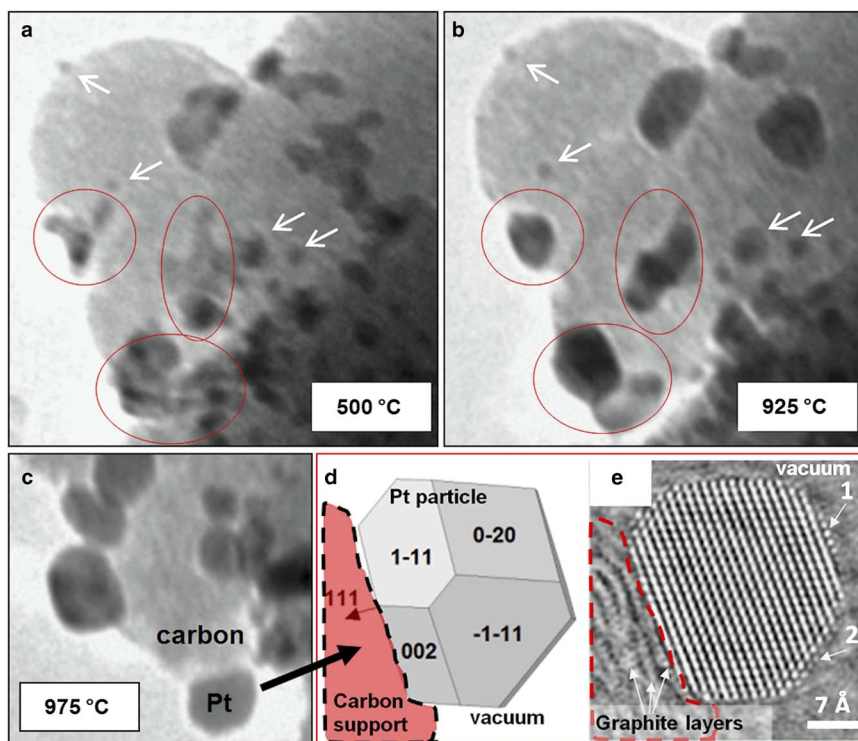 a
500 °C
b
925 °C
c
carbon
Pt
975 °C
d
Pt particle
1-11
0-20
111
002
-1-11
Carbon
support
vacuum
e
vacuum
1
2
Graphite layers
7 Å